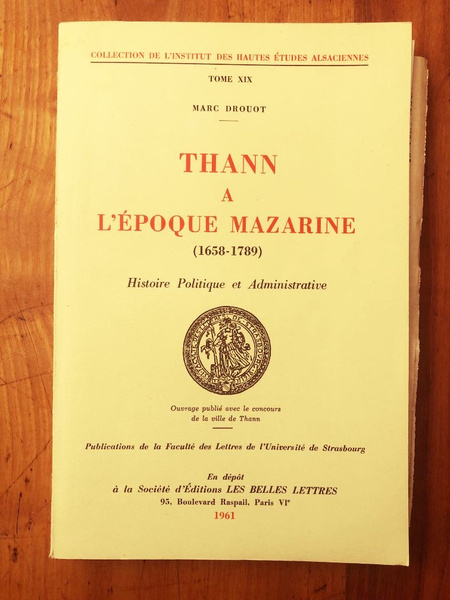 COLLECTION DE L'INSTITUT DES HAUTES ÉTUDES ALSACIENNES
TOME XIX
MARC DROUOT
THANN
A
L'ÉPOQUE MAZARINE
(1658-1789)
Histoire Politique et Administrative
Ouvrage publié avec le concours
de la ville de Thann
Publications de la Faculté des Lettres de l'Université de Strasbourg
En dépôt
à la Société d'Éditions LES BELLES LETTRES
95, Boulevard Raspail, Paris VIe
1961